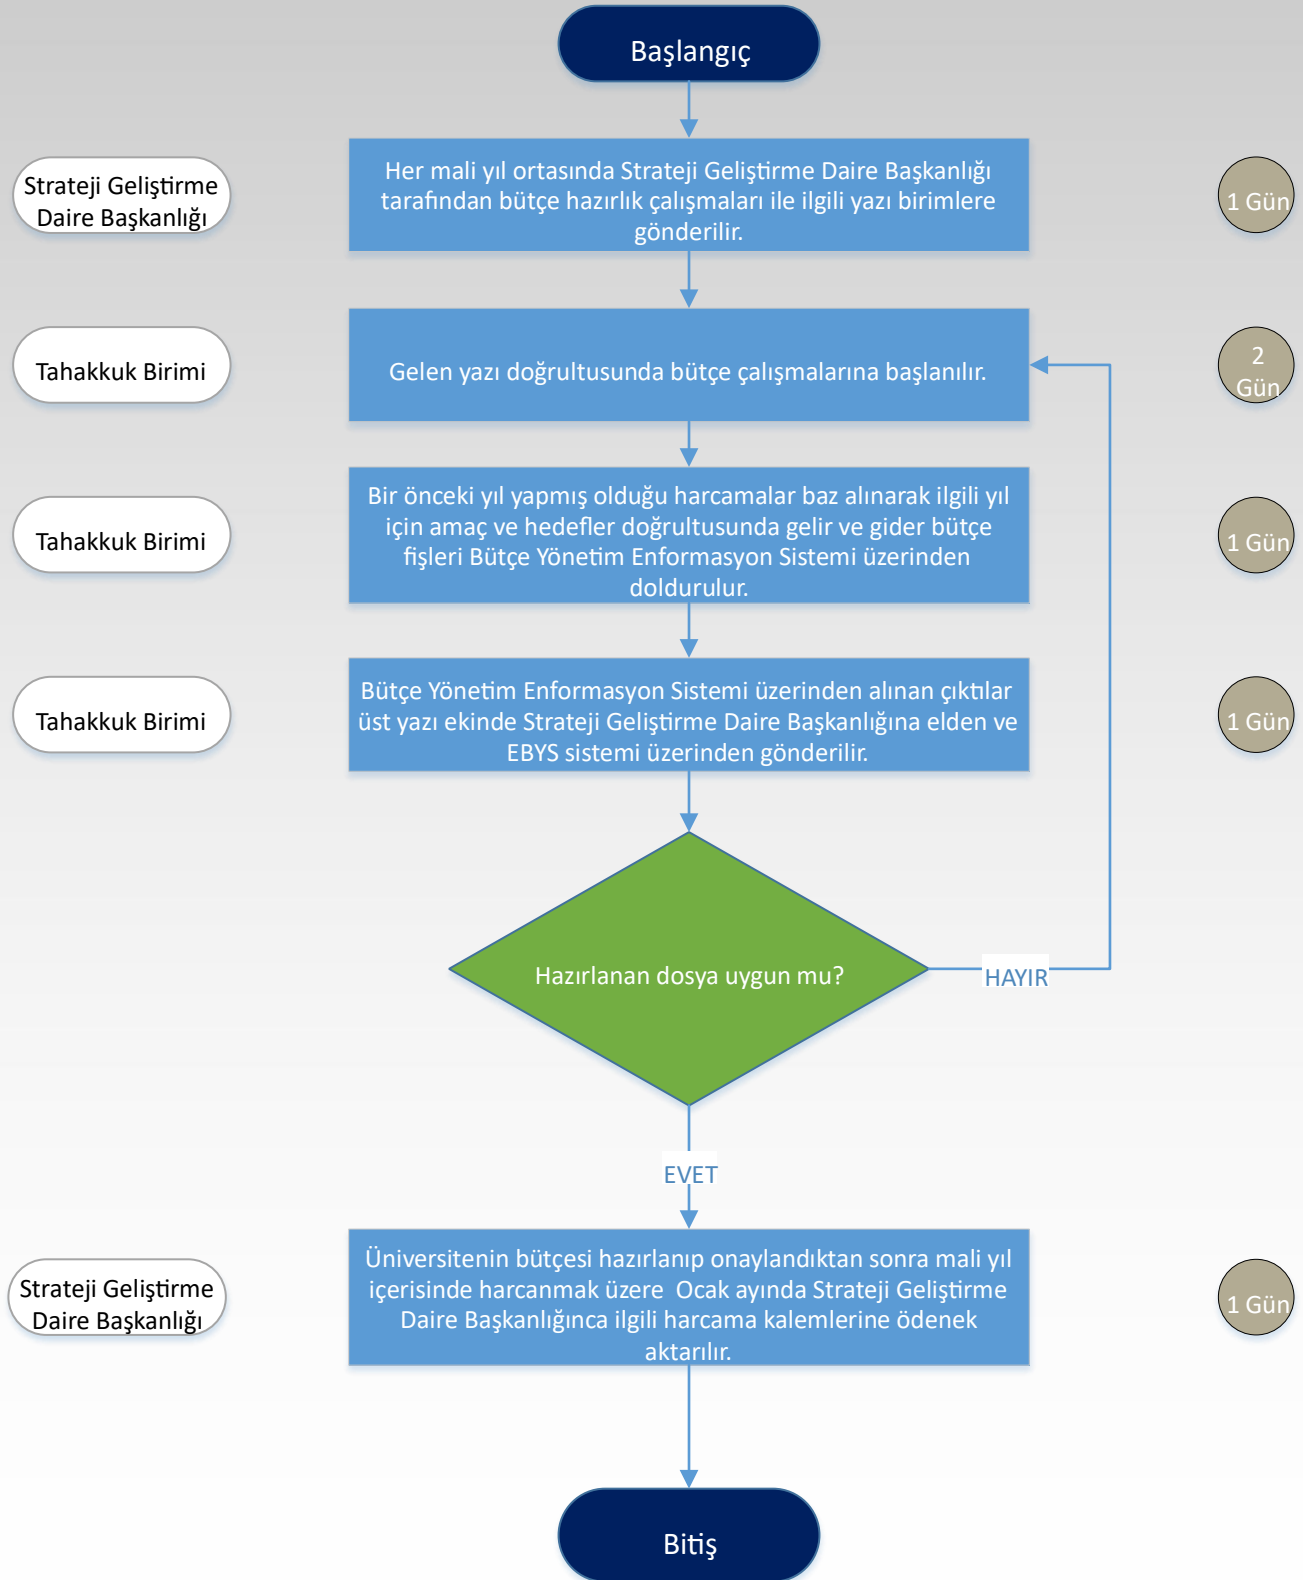 Başlangıç
Strateji Geliştirme
Daire Başkanlığı
Her mali yıl ortasında Strateji Geliştirme Daire Başkanlığı
tarafından bütçe hazırlık çalışmaları ile ilgili yazı birimlere
gönderilir.
1 Gün
Tahakkuk Birimi
Gelen yazı doğrultusunda bütçe çalışmalarına başlanılır.
2
Gün
Tahakkuk Birimi
Bir önceki yıl yapmış olduğu harcamalar baz alınarak ilgili yıl
için amaç ve hedefler doğrultusunda gelir ve gider bütçe
fişleri Bütçe Yönetim Enformasyon Sistemi üzerinden
doldurulur.
1 Gün
Tahakkuk Birimi
Bütçe Yönetim Enformasyon Sistemi üzerinden alınan çıktılar
üst yazı ekinde Strateji Geliştirme Daire Başkanlığına elden ve
EBYS sistemi üzerinden gönderilir.
1 Gün
Hazırlanan dosya uygun mu?
HAYIR
EVET
Strateji Geliştirme
Daire Başkanlığı
Üniversitenin bütçesi hazırlanıp onaylandıktan sonra mali yıl
içerisinde harcanmak üzere  Ocak ayında Strateji Geliştirme
Daire Başkanlığınca ilgili harcama kalemlerine ödenek
aktarılır.
1 Gün
Bitiş